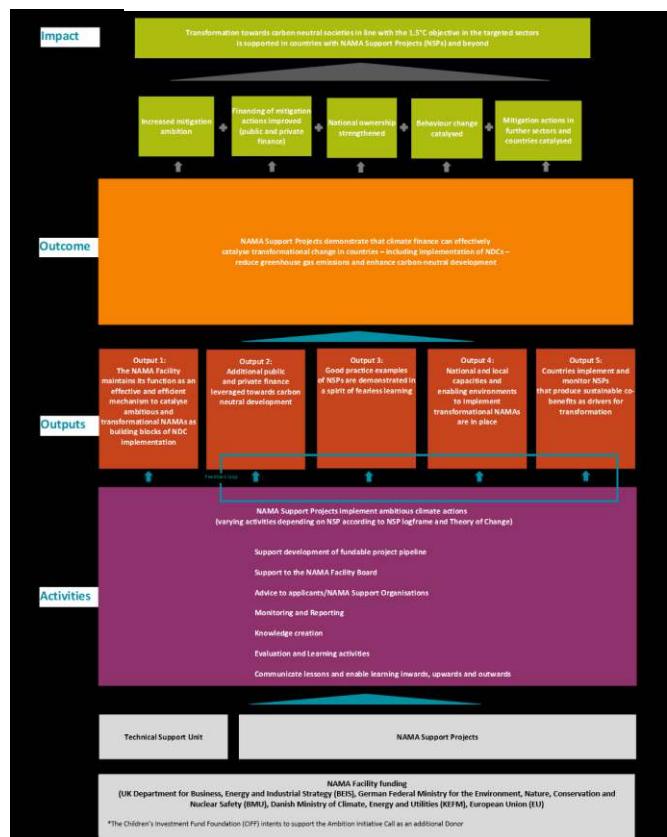 Impact
Transformation towards carbon neutral societies in line with the 1.5°C objective in the targeted sectors
is supported in countries with NAMA Support Projects (NSPs) and beyond
Increased mitigation
ambition
+
Financing of mitigation
actions improved
(public and private
finance)
+
National ownership
strengthened
+
Behaviour change
catalysed
+
Mitigation actions in
further sectors and
countries catalysed
Outcome
NAMA Support Projects demonstrate that climate finance can effectively
catalyse transformational change in countries – including implementation of NDCs –
reduce greenhouse gas emissions and enhance carbon-neutral development
Outputs
Output 1:
The NAMA Facility
maintains its function as an
effective and efficient
mechanism to catalyse
ambitious and
transformational NAMAs as
building blocks of NDC
implementation
Output 2:
Additional public
and private finance
leveraged towards carbon
neutral development
Output 3:
Good practice examples
of NSPs are demonstrated in
a spirit of fearless learning
Output 4:
National and local
capacities and
enabling environments
to implement
transformational NAMAs
are in place
Output 5:
Countries implement and
monitor NSPs
that produce sustainable co-
benefits as drivers for
transformation
Feedback loop
Activities
NAMA Support Projects implement ambitious climate actions
(varying activities depending on NSP according to NSP logframe and Theory of Change)
Support development of fundable project pipeline
Support to the NAMA Facility Board
Advice to applicants/NAMA Support Organisations
Monitoring and Reporting
Knowledge creation
Evaluation and Learning activities
Communicate lessons and enable learning inwards, upwards and outwards
Technical Support Unit
NAMA Support Projects
NAMA Facility funding
(UK Department for Business, Energy and Industrial Strategy (BEIS), German Federal Ministry for the Environment, Nature, Conservation and
Nuclear Safety (BMU), Danish Ministry of Climate, Energy and Utilities (KEFM), European Union (EU)
*The Children's Investment Fund Foundation (CIFF) intents to support the Ambition Initiative Call as an additional Donor